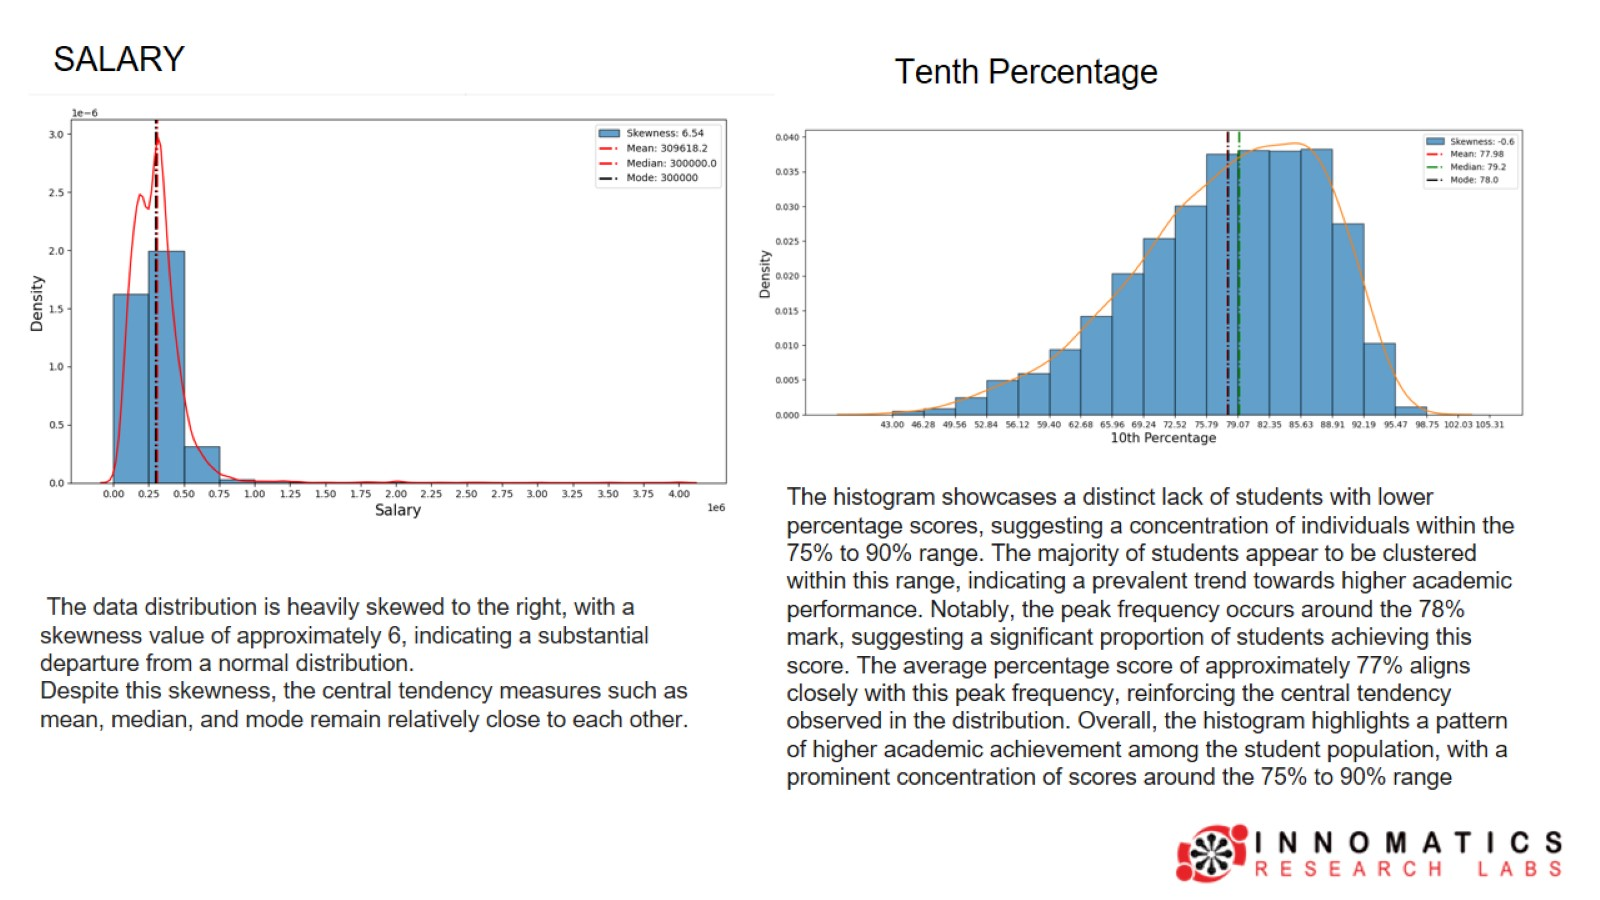 SALARY
1e−6
3.0
2.5
2.0
1.5
1.0
0.5
0.0
Density
Skewness: 6.54
Mean: 309618.2
Median: 300000.0
Mode: 300000
0.00 0.25 0.50 0.75 1.00 1.25 1.50 1.75 2.00 2.25 2.50 2.75 3.00 3.25 3.50 3.75 4.00
Salary
1e6
The data distribution is heavily skewed to the right, with a
skewness value of approximately 6, indicating a substantial
departure from a normal distribution.
Despite this skewness, the central tendency measures such as
mean, median, and mode remain relatively close to each other.
Tenth Percentage
0.040
0.035
0.030
0.025
0.020
0.015
0.010
0.005
0.000
Density
Skewness: -0.6
Mean: 77.98
Median: 79.2
Mode: 78.0
43.00 46.28 49.56 52.84 56.12 59.40 62.68 65.96 69.24 72.52 75.79 79.07 82.35 85.63 88.91 92.19 95.47 98.75 102.03 105.31
10th Percentage
The histogram showcases a distinct lack of students with lower
percentage scores, suggesting a concentration of individuals within the
75% to 90% range. The majority of students appear to be clustered
within this range, indicating a prevalent trend towards higher academic
performance. Notably, the peak frequency occurs around the 78%
mark, suggesting a significant proportion of students achieving this
score. The average percentage score of approximately 77% aligns
closely with this peak frequency, reinforcing the central tendency
observed in the distribution. Overall, the histogram highlights a pattern
of higher academic achievement among the student population, with a
prominent concentration of scores around the 75% to 90% range
INNOMATICS
RESEARCH LABS